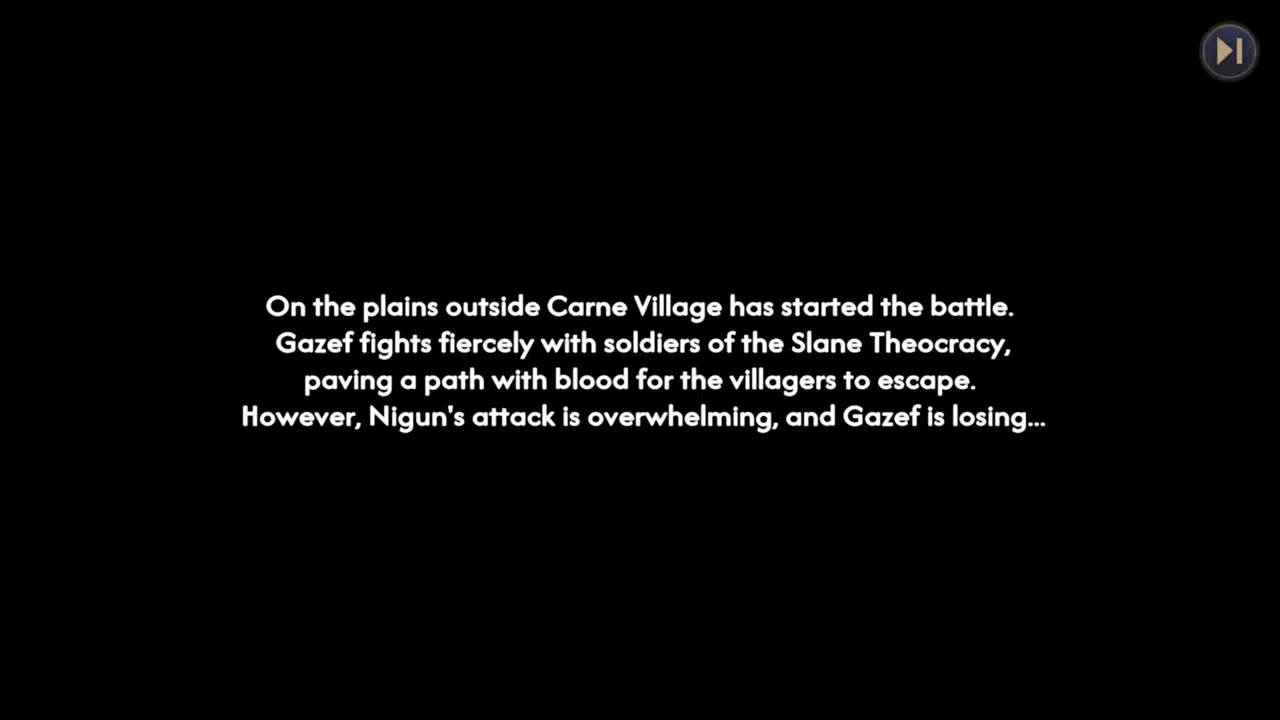 On the plains outside Carne Village has started the battle.
Gazef fights fiercely with soldiers of the Slane Theocracy,
paving a path with blood for the villagers to escape.
However, Nigun's attack is overwhelming, and Gazef is losing...